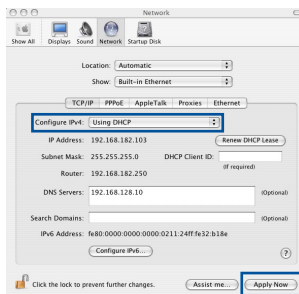 Network
Show All Displays Sound Network Startup Disk
Location: Automatic
Show: Built-in Ethernet
TCP/IP PPPoE AppleTalk Proxies Ethernet
Configure IPv4: Using DHCP
IP Address: 192.168.182.103 Renew DHCP Lease
Subnet Mask: 255.255.255.0 DHCP Client ID:
(If required)
Router: 192.168.182.250
DNS Servers: 192.168.128.10 (Optional)
Search Domains: (Optional)
IPv6 Address: fe80:0000:0000:0000:0211:24ff:fe32:b18e
Configure IPv6... ?
Click the lock to prevent further changes. Assist me... Apply Now